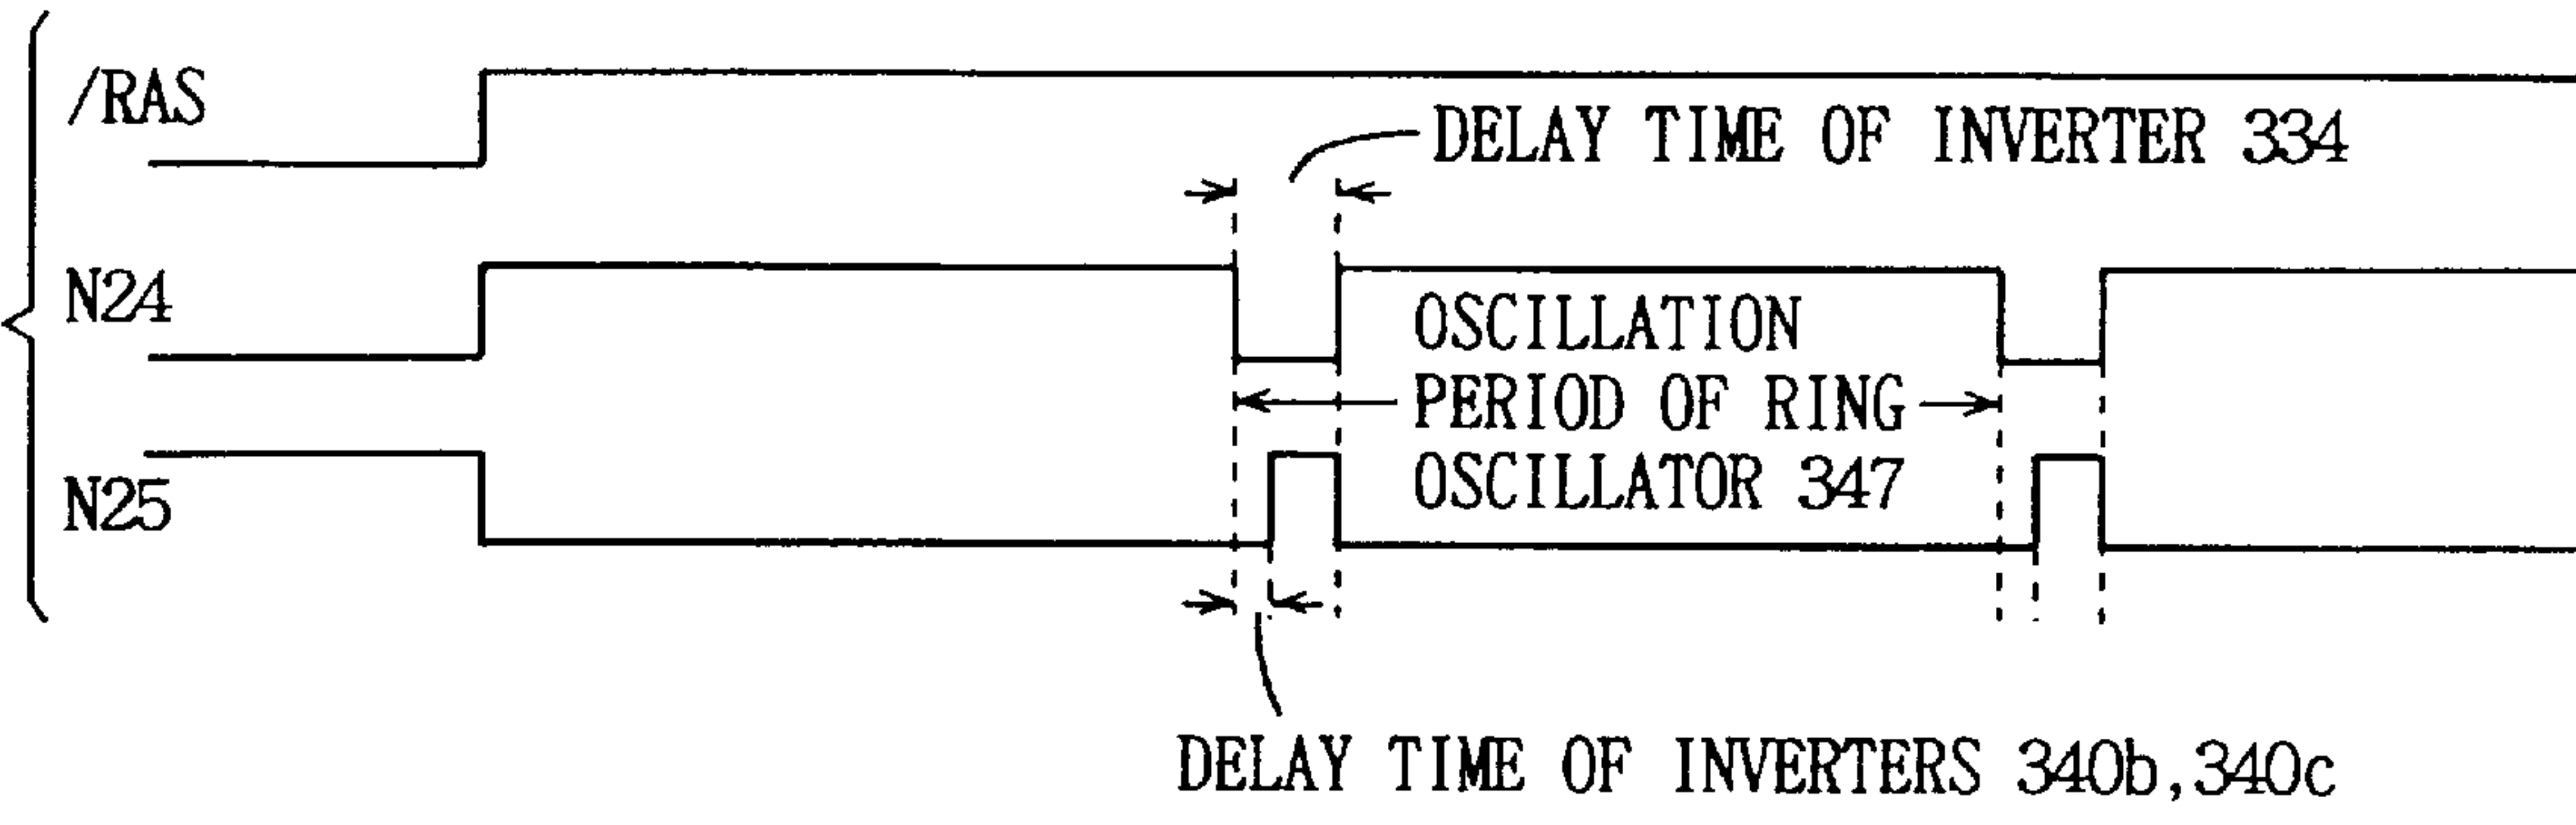 /RAS
DELAY TIME OF INVERTER 334
N24
OSCILLATION
PERIOD OF RING
OSCILLATOR 347
N25
DELAY TIME OF INVERTERS 340b,340c